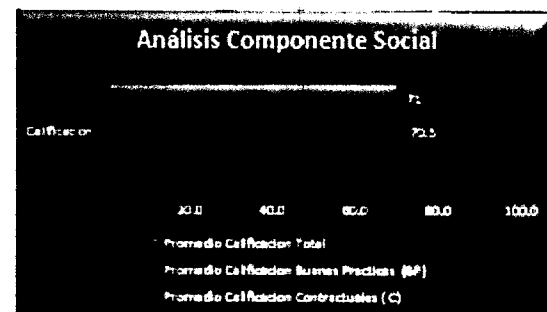 Análisis Componente Social
71
Calificacion
70.5
20.0 40.0 60.0 80.0 100.0
Promedio Calificacion Total
Promedio Calificacion Buenas Practicas (BP)
Promedio Calificacion Contractuales (C)